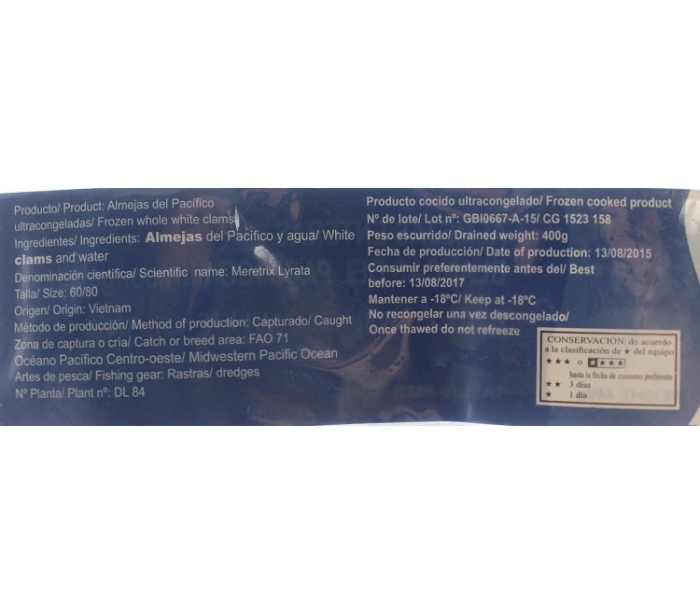 Producto/ Product: Almejas del Pacífico
ultracongeladas/ Frozen whole white clams
Ingredientes/ Ingredients: Almejas del Pacífico y agua/ White
clams and water
Denominación científica/ Scientific name: Meretrix Lyrata
Talla/ Size: 60/80
Origen/ Origin: Vietnam
Método de producción/ Method of production: Capturado/ Caught
Zona de captura o cria/ Catch or breed area: FAO 71
Océano Pacífico Centro-oeste/ Midwestern Pacific Ocean
Artes de pesca/ Fishing gear: Rastras/ dredges
Nº Planta/ Plant nº: DL 84
Producto cocido ultracongelado/ Frozen cooked product
Nº de lote/ Lot nº: GBI0667-A-15/ CG 1523 158
Peso escurrido/ Drained weight: 400g
Fecha de producción/ Date of production: 13/08/2015
Consumir preferentemente antes del/ Best
before: 13/08/2017
Mantener a -18ºC/ Keep at -18ºC
No recongelar una vez descongelado/
Once thawed do not refreeze
CONSERVACIÓN: de acuerdo
a la clasificación de ★ del equipo
★★★ o ★★★★
hasta la fecha de consumo preferente
★★ 3 días
★ 1 día